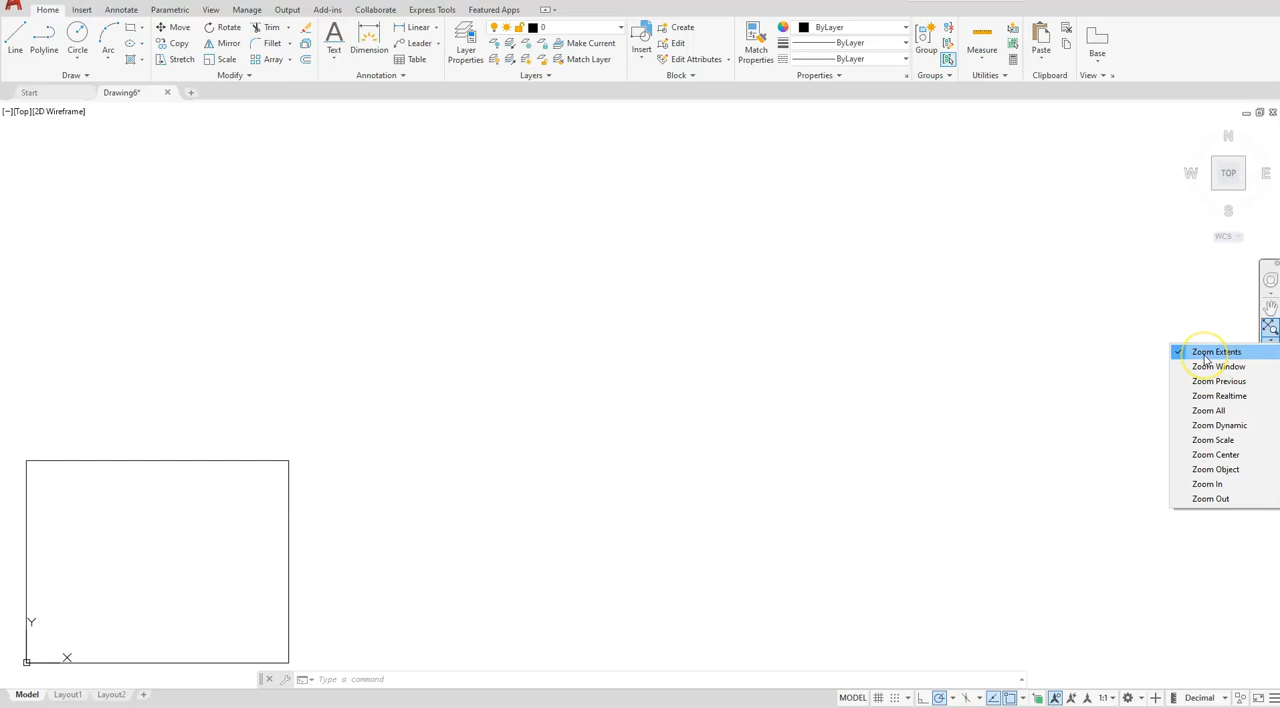 Home Insert Annotate Parametric View Manage Output Add-ins Collaborate Express Tools Featured Apps
Line Polyline Circle Arc
Move Rotate Trim
Copy Mirror Fillet
Stretch Scale Array
Text Dimension
Linear
Leader
Table
Layer Properties
0
Make Current
Match Layer
Insert
Create
Edit
Edit Attributes
Match Properties
ByLayer
ByLayer
ByLayer
Group
Measure
Paste
Base
Draw Modify Annotation Layers Block Properties Groups Utilities Clipboard View
Start Drawing6*
[−][Top][2D Wireframe]
N
W TOP E
S
WCS
Zoom Extents
Zoom Window
Zoom Previous
Zoom Realtime
Zoom All
Zoom Dynamic
Zoom Scale
Zoom Center
Zoom Object
Zoom In
Zoom Out
Y
X
Type a command
Model Layout1 Layout2
MODEL 1:1 Decimal